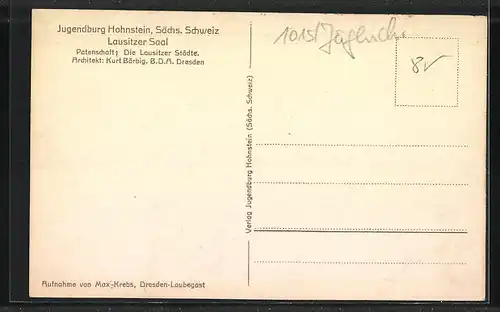 Jugendburg Hohnstein, Sächs. Schweiz
Lausitzer Saal
Patenschaft: Die Lausitzer Städte.
Architekt: Kurt Bärbig. B.D.A. Dresden
1015
8
Verlag Jugendburg Hohnstein (Sächs. Schweiz)
Aufnahme von Max Krebs, Dresden-Laubegast